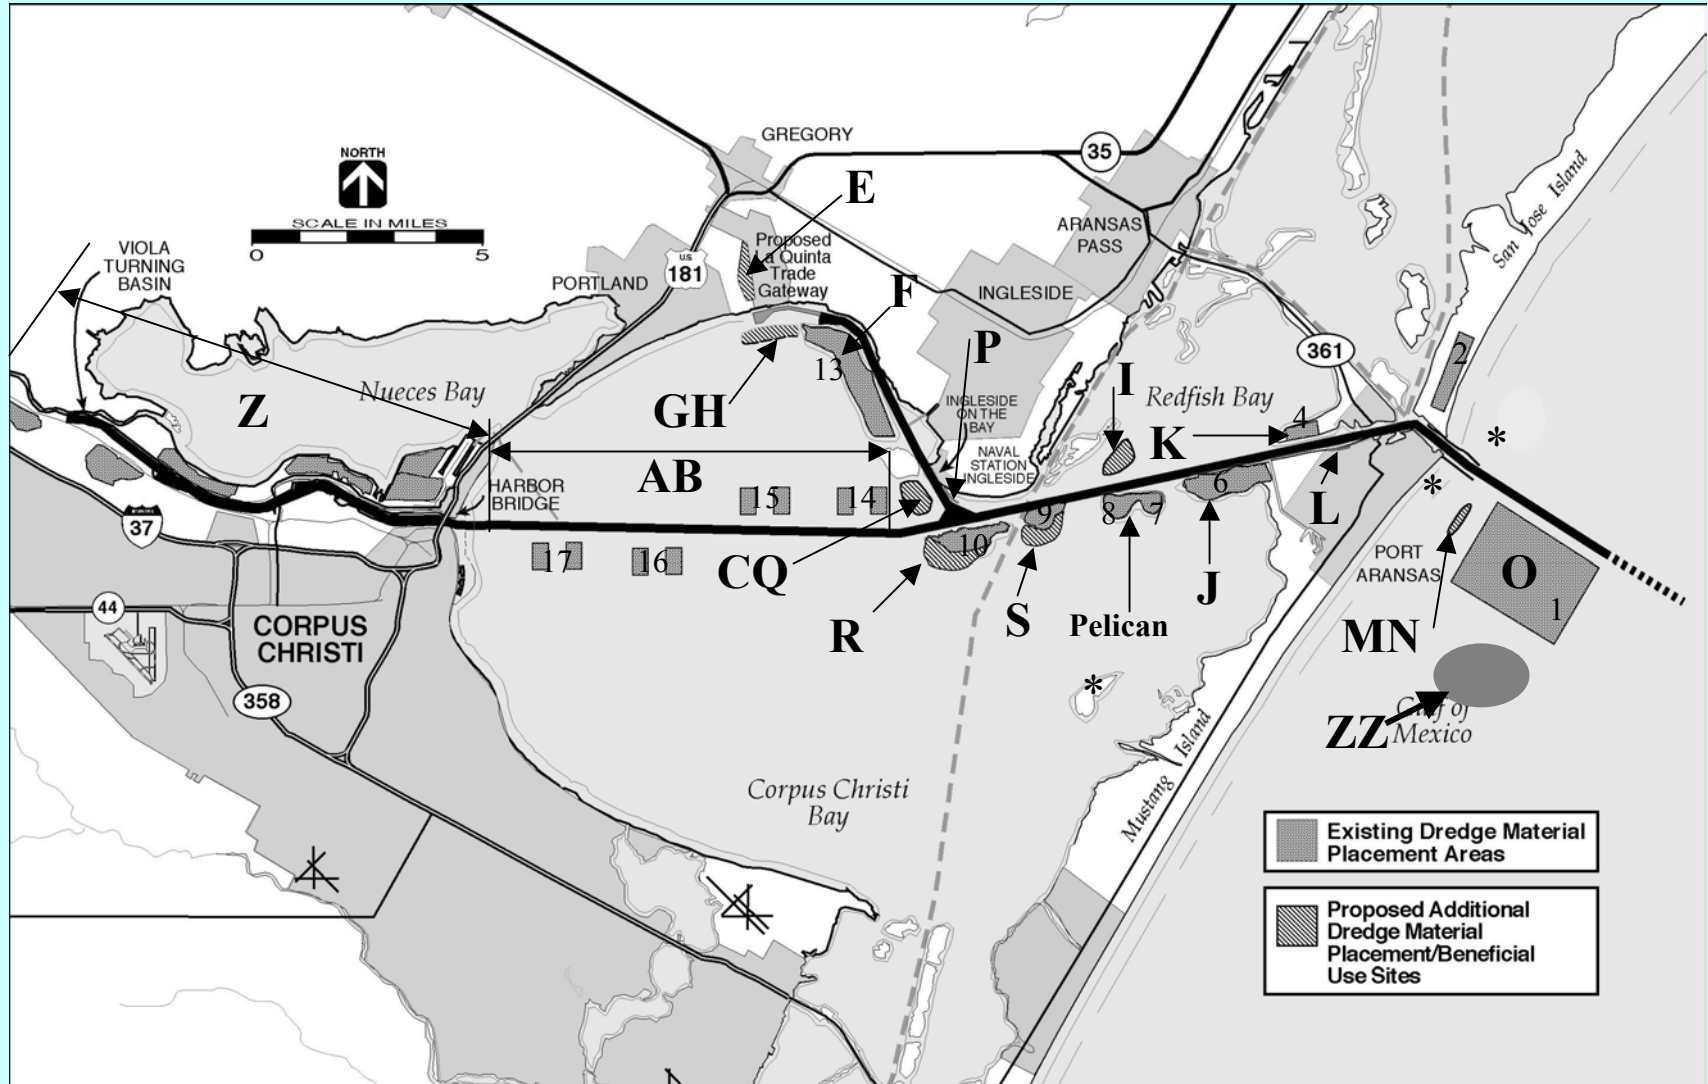 GREGORY
35
NORTH
E
SCALE IN MILES
0
5
ARANSAS
PASS
San Jose Island
VIOLA
TURNING
BASIN
Proposed
La Quinta
Trade
Gateway
U.S.
181
PORTLAND
F
INGLESIDE
P
361
2
13
I
Redfish Bay
Nueces Bay
Z
GH
INGLESIDE
ON THE
BAY
4
K
*
AB
NAVAL
STATION
INGLESIDE
HARBOR
BRIDGE
15
14
6
*
L
37
8
7
9
10
17
16
CQ
J
PORT
ARANSAS
O
1
44
R
S
Pelican
MN
CORPUS
CHRISTI
358
*
ZZ
Gulf of
Mexico
Mustang Island
Corpus Christi
Bay
Existing Dredge Material
Placement Areas
Proposed Additional
Dredge Material
Placement/Beneficial
Use Sites